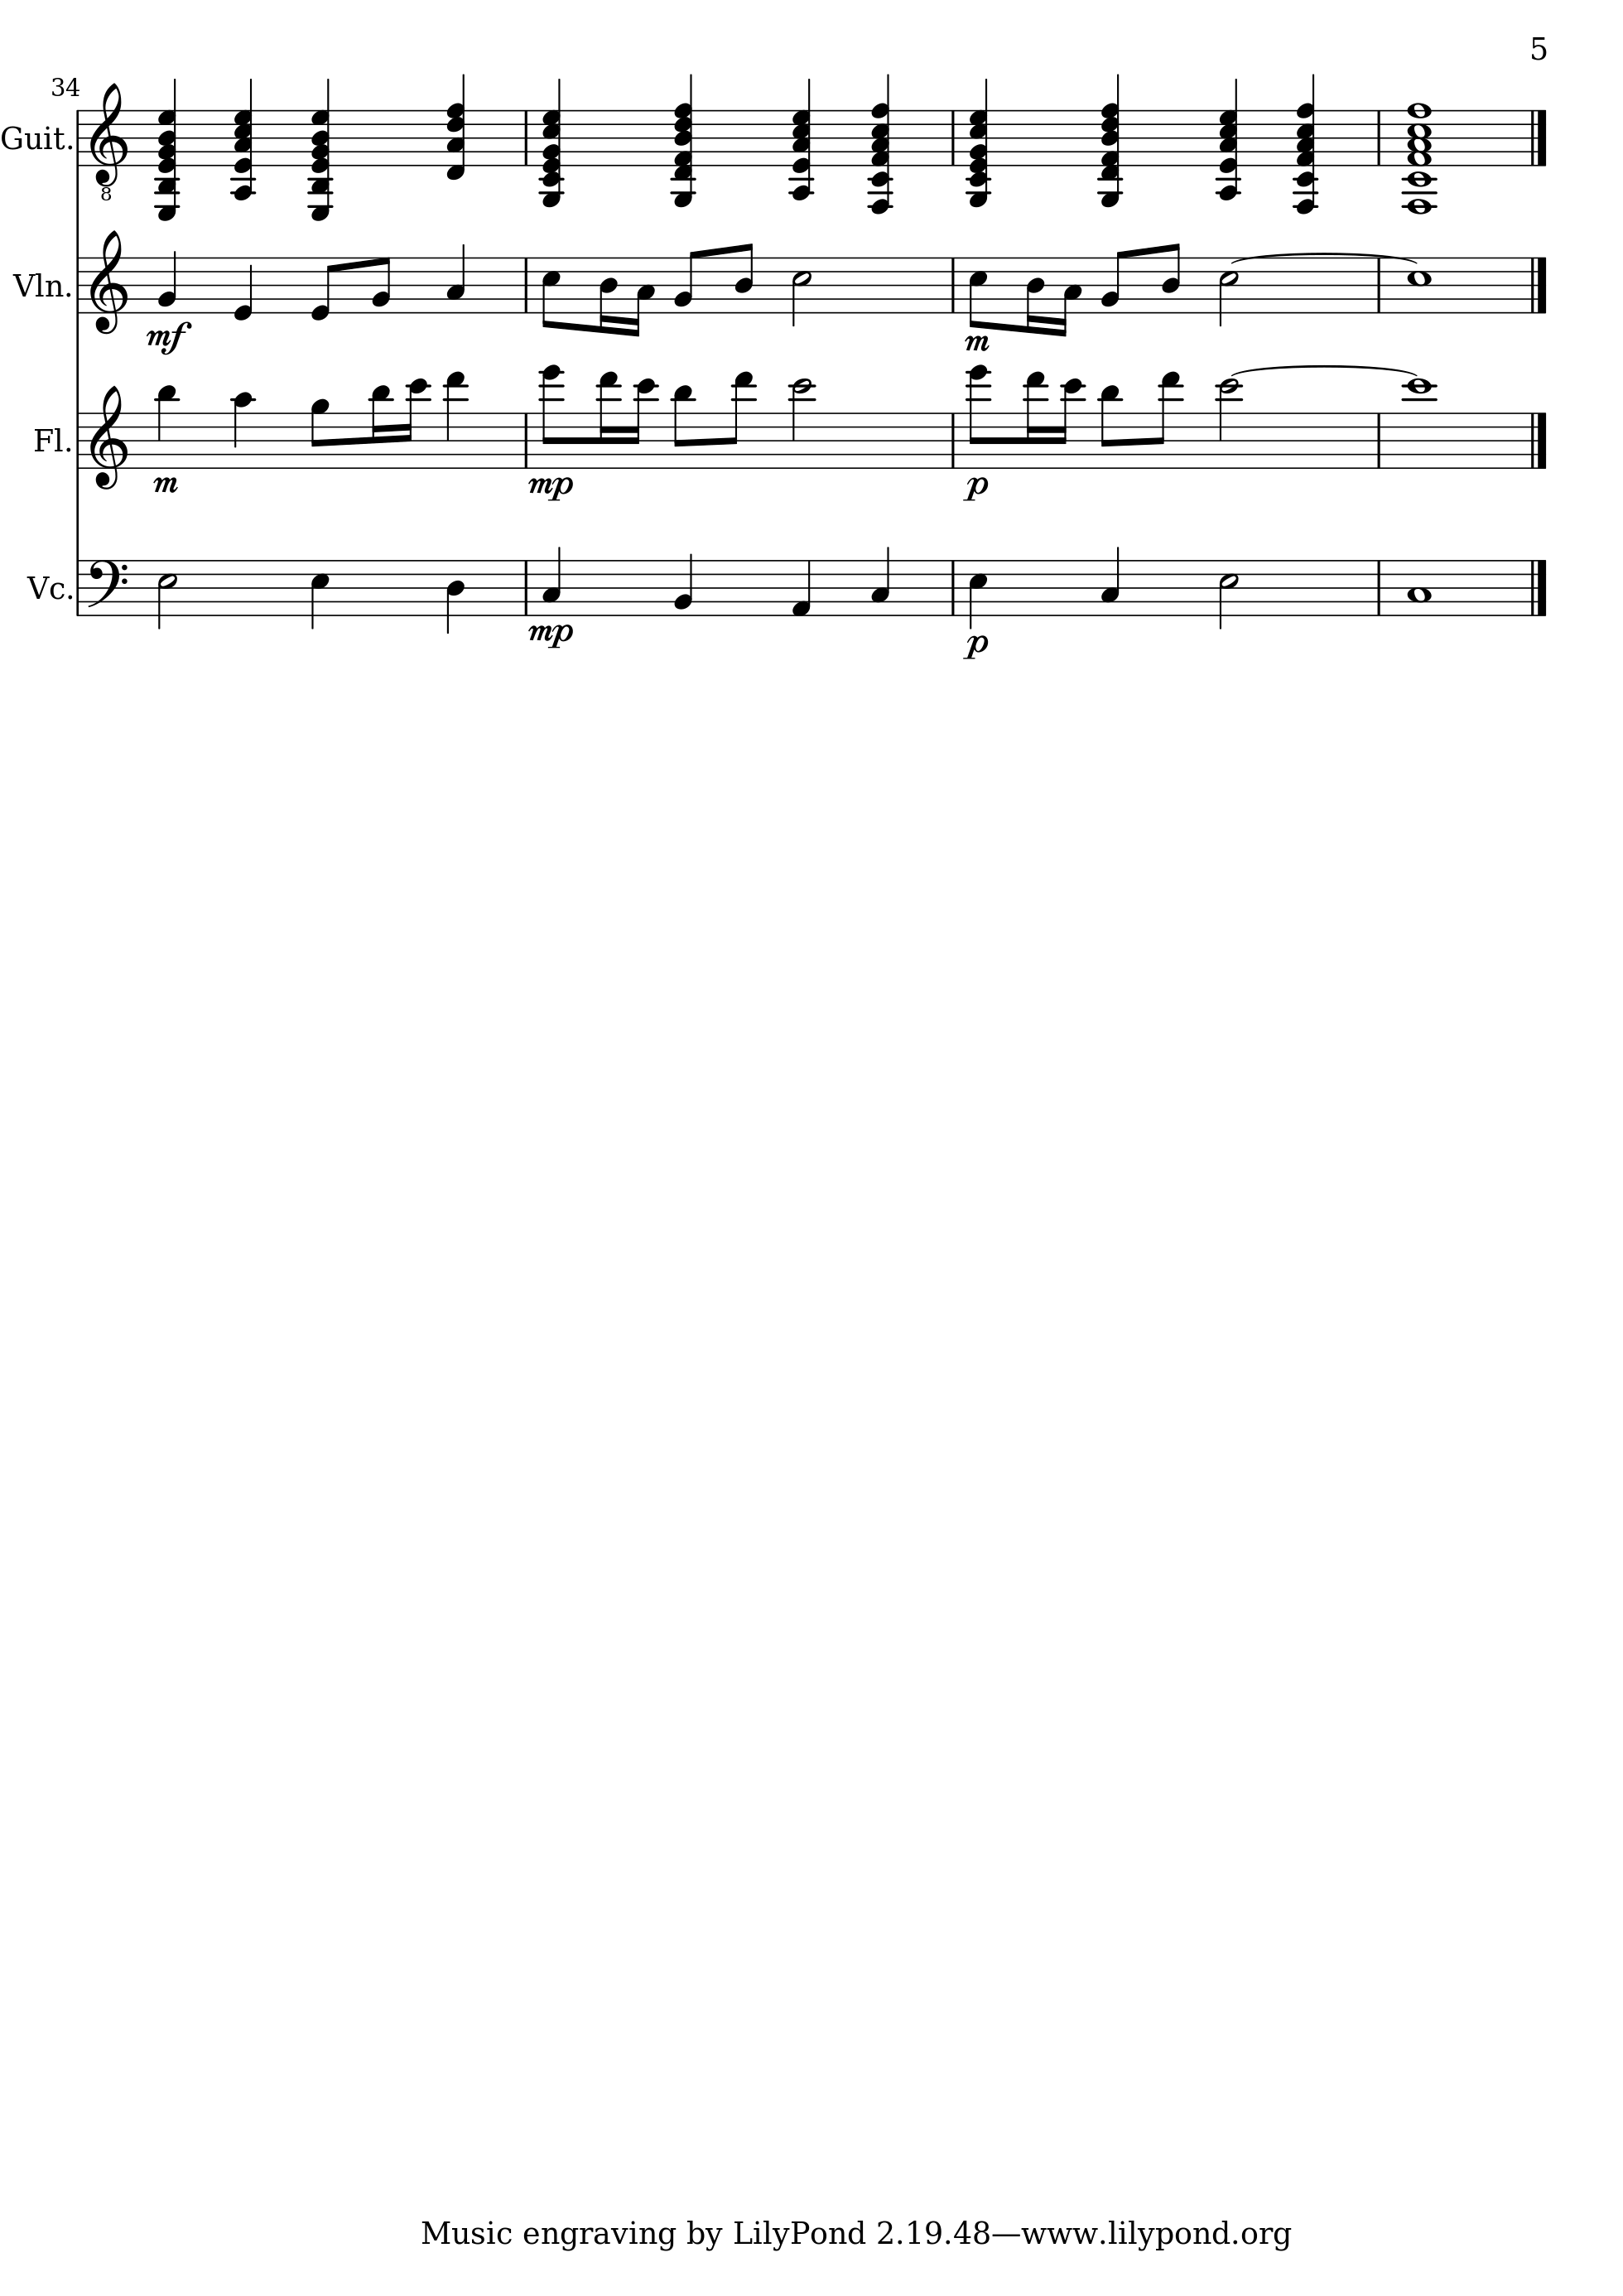 5
34
Guit.
8
Vln.
mf
m
Fl.
m
mp
p
Vc.
mp
p
Music engraving by LilyPond 2.19.48—www.lilypond.org